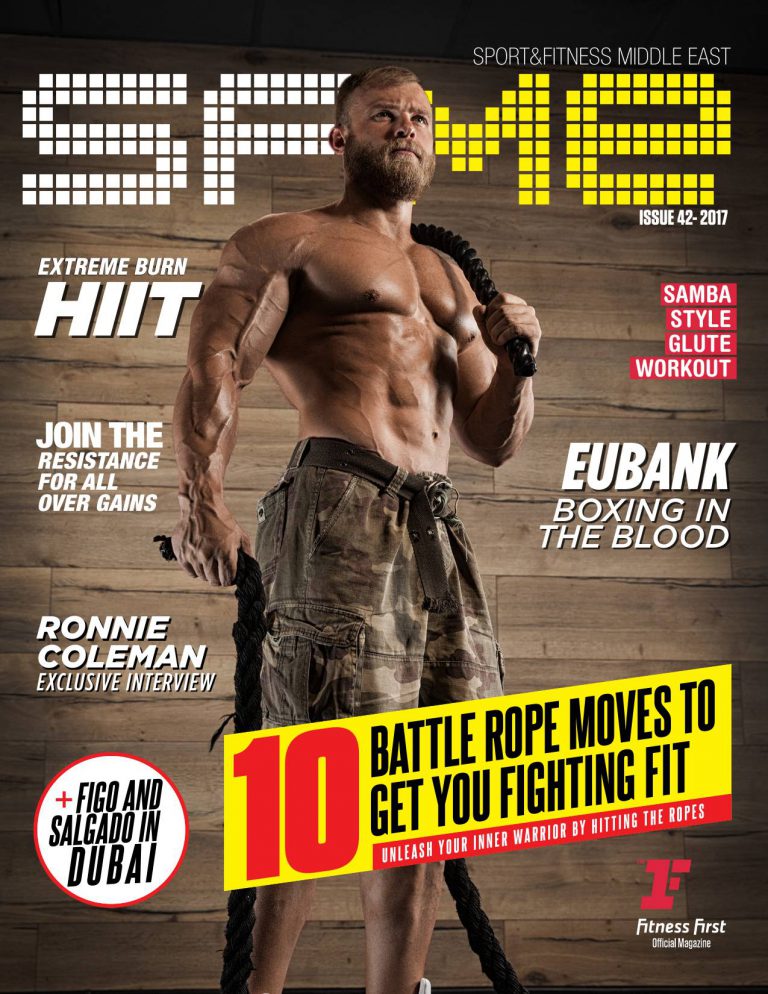 SPORT&FITNESS MIDDLE EAST
SFME
ISSUE 42- 2017
EXTREME BURN
HIIT
SAMBA
STYLE
GLUTE
WORKOUT
JOIN THE
RESISTANCE
FOR ALL
OVER GAINS
EUBANK
BOXING IN
THE BLOOD
RONNIE
COLEMAN
EXCLUSIVE INTERVIEW
10 BATTLE ROPE MOVES TO
GET YOU FIGHTING FIT
UNLEASH YOUR INNER WARRIOR BY HITTING THE ROPES
+ FIGO AND
SALGADO IN
DUBAI
1F
Fitness First
Official Magazine